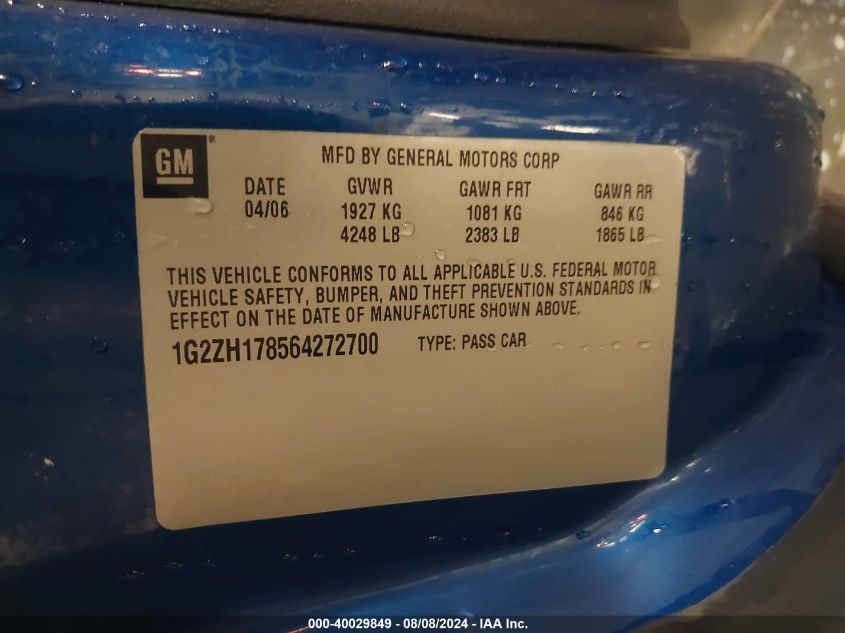 GM®
MFD BY GENERAL MOTORS CORP
DATE GVWR GAWR FRT GAWR RR
04/06 1927 KG 1081 KG 846 KG
4248 LB 2383 LB 1865 LB
THIS VEHICLE CONFORMS TO ALL APPLICABLE U.S. FEDERAL MOTOR
VEHICLE SAFETY, BUMPER, AND THEFT PREVENTION STANDARDS IN
EFFECT ON THE DATE OF MANUFACTURE SHOWN ABOVE.
1G2ZH178564272700 TYPE: PASS CAR
000-40029849 - 08/08/2024 - IAA Inc.